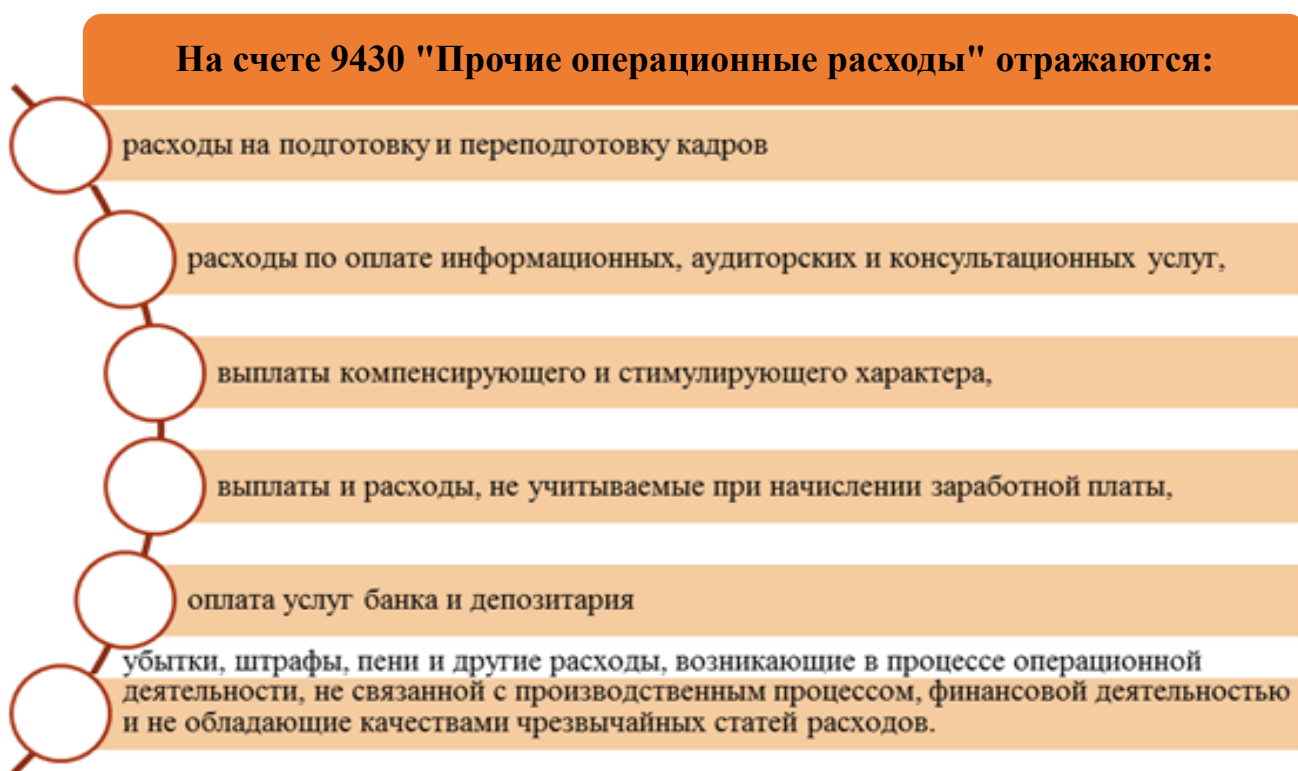 На счете 9430 "Прочие операционные расходы" отражаются:
расходы на подготовку и переподготовку кадров
расходы по оплате информационных, аудиторских и консультационных услуг,
выплаты компенсирующего и стимулирующего характера,
выплаты и расходы, не учитываемые при начислении заработной платы,
оплата услуг банка и депозитария
убытки, штрафы, пени и другие расходы, возникающие в процессе операционной
деятельности, не связанной с производственным процессом, финансовой деятельностью
и не обладающие качествами чрезвычайных статей расходов.